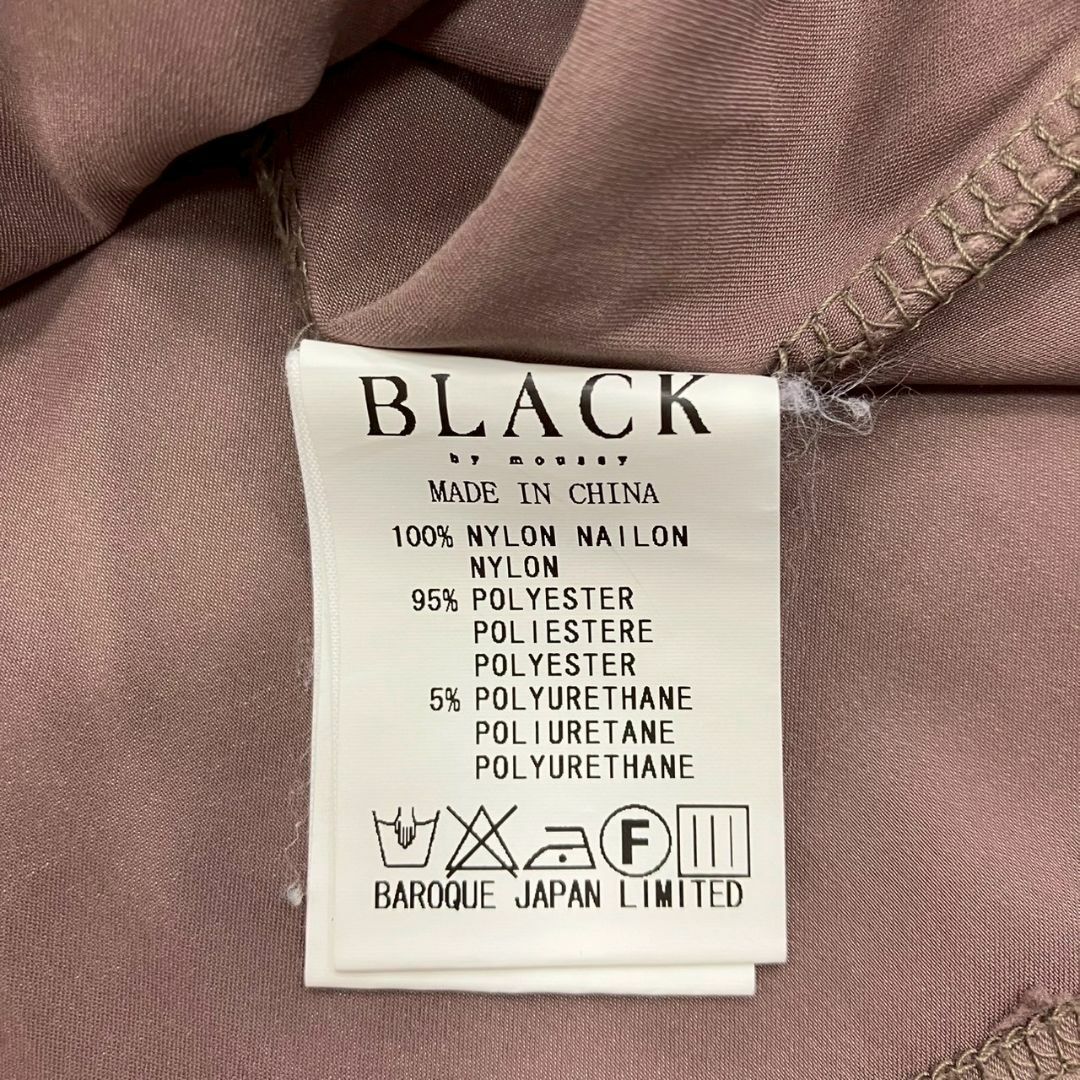 BLACK
by moussy
MADE IN CHINA
100% NYLON NAILON
NYLON
95% POLYESTER
POLIESTERE
POLYESTER
5% POLYURETHANE
POLIURETANE
POLYURETHANE
F
BAROQUE JAPAN LIMITED